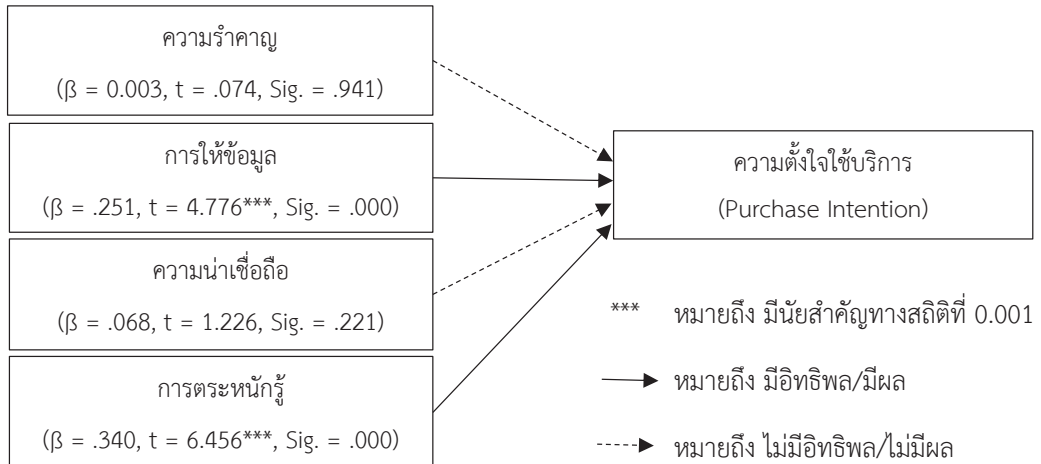 ความรำคาญ
(ß = 0.003, t = .074, Sig. = .941)
การให้ข้อมูล
(ß = .251, t = 4.776***, Sig. = .000)
ความน่าเชื่อถือ
(ß = .068, t = 1.226, Sig. = .221)
การตระหนักรู้
(ß = .340, t = 6.456***, Sig. = .000)
ความตั้งใจใช้บริการ
(Purchase Intention)
*** หมายถึง มีนัยสำคัญทางสถิติที่ 0.001
หมายถึง มีอิทธิพล/มีผล
หมายถึง ไม่มีอิทธิพล/ไม่มีผล